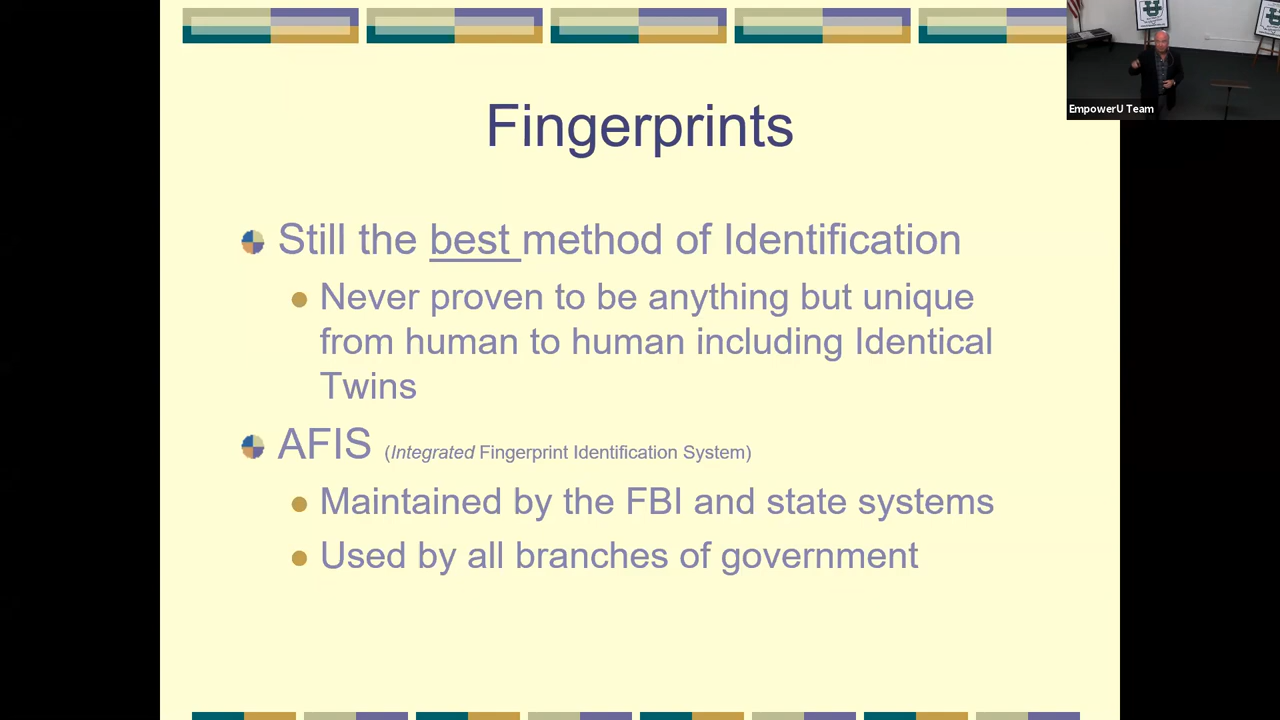 Fingerprints
Still the best method of Identification
Never proven to be anything but unique
from human to human including Identical
Twins
AFIS (Integrated Fingerprint Identification System)
Maintained by the FBI and state systems
Used by all branches of government
EmpowerU Team